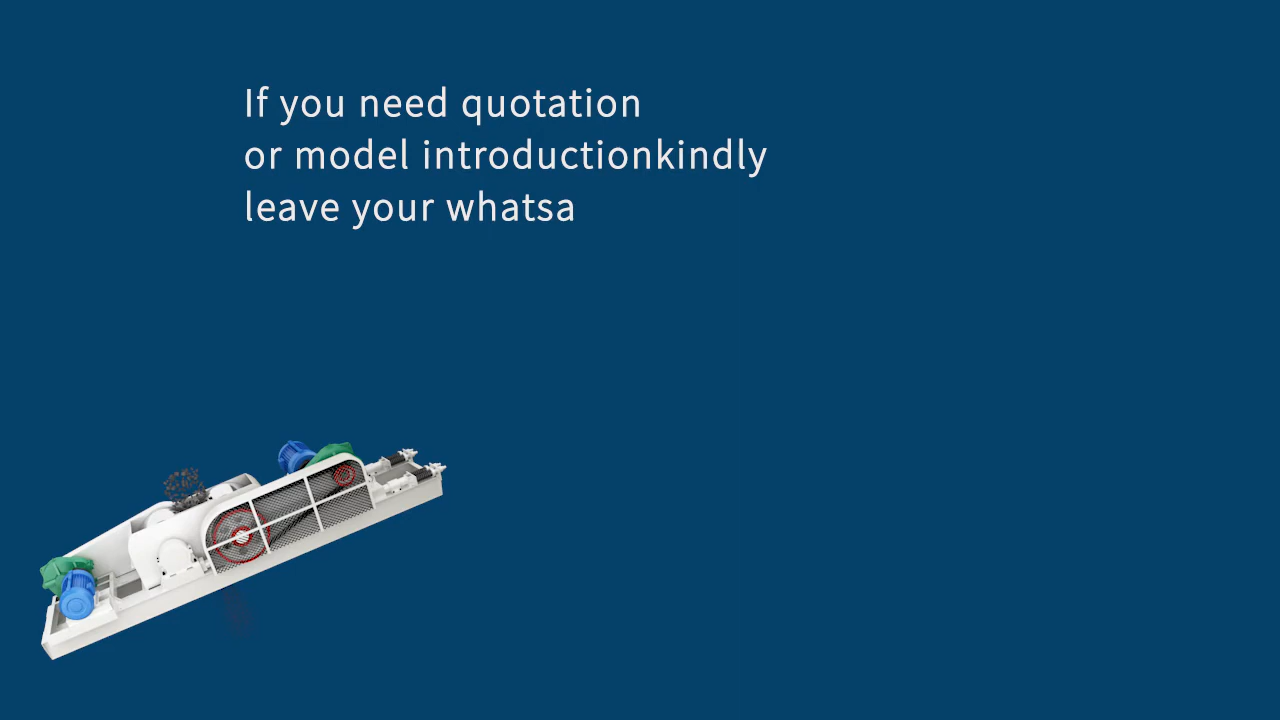 If you need quotation
or model introductionkindly
leave your whatsa